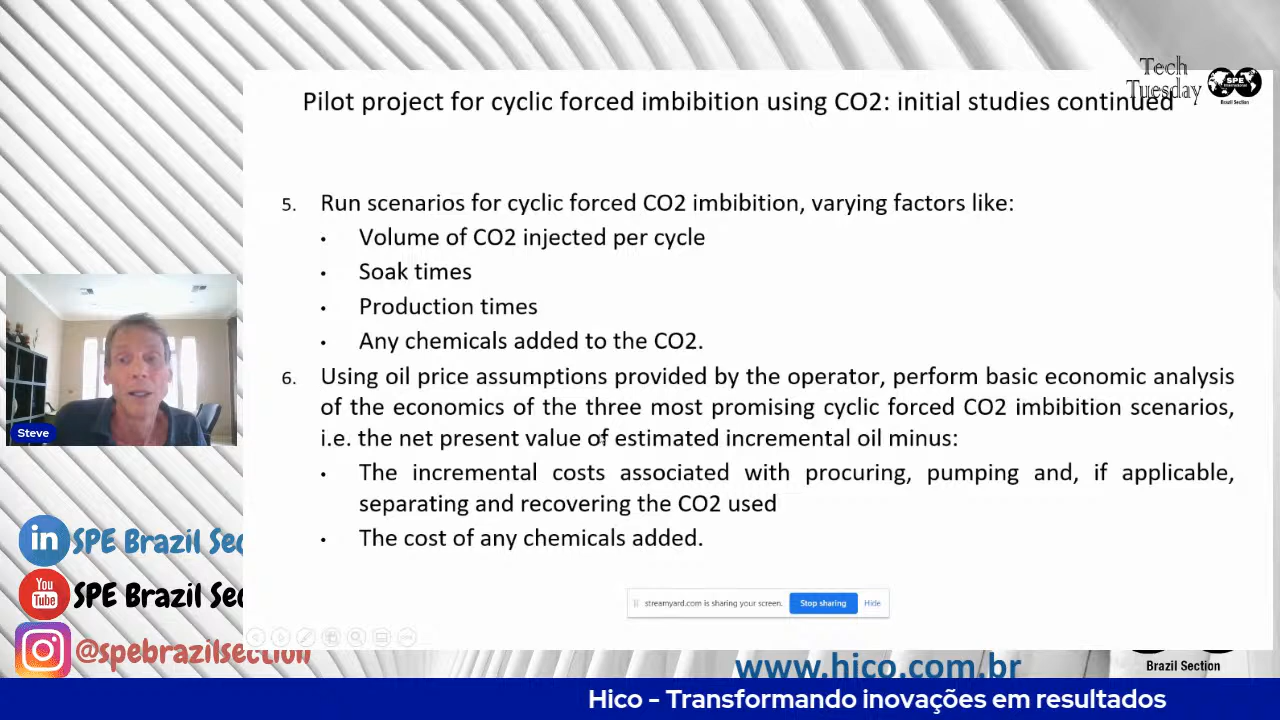 Tech
Tuesday
SPE
Brazil Section
Pilot project for cyclic forced imbibition using CO2: initial studies continued
5. Run scenarios for cyclic forced CO2 imbibition, varying factors like:
• Volume of CO2 injected per cycle
• Soak times
• Production times
• Any chemicals added to the CO2.
6. Using oil price assumptions provided by the operator, perform basic economic analysis
of the economics of the three most promising cyclic forced CO2 imbibition scenarios,
i.e. the net present value of estimated incremental oil minus:
• The incremental costs associated with procuring, pumping and, if applicable,
separating and recovering the CO2 used
• The cost of any chemicals added.
Steve
in SPE Brazil Sec
You
Tube
SPE Brazil Sec
@spebrazilsection
streamyard.com is sharing your screen.
Stop sharing
Hide
www.hico.com.br
Brazil Section
Hico - Transformando inovações em resultados